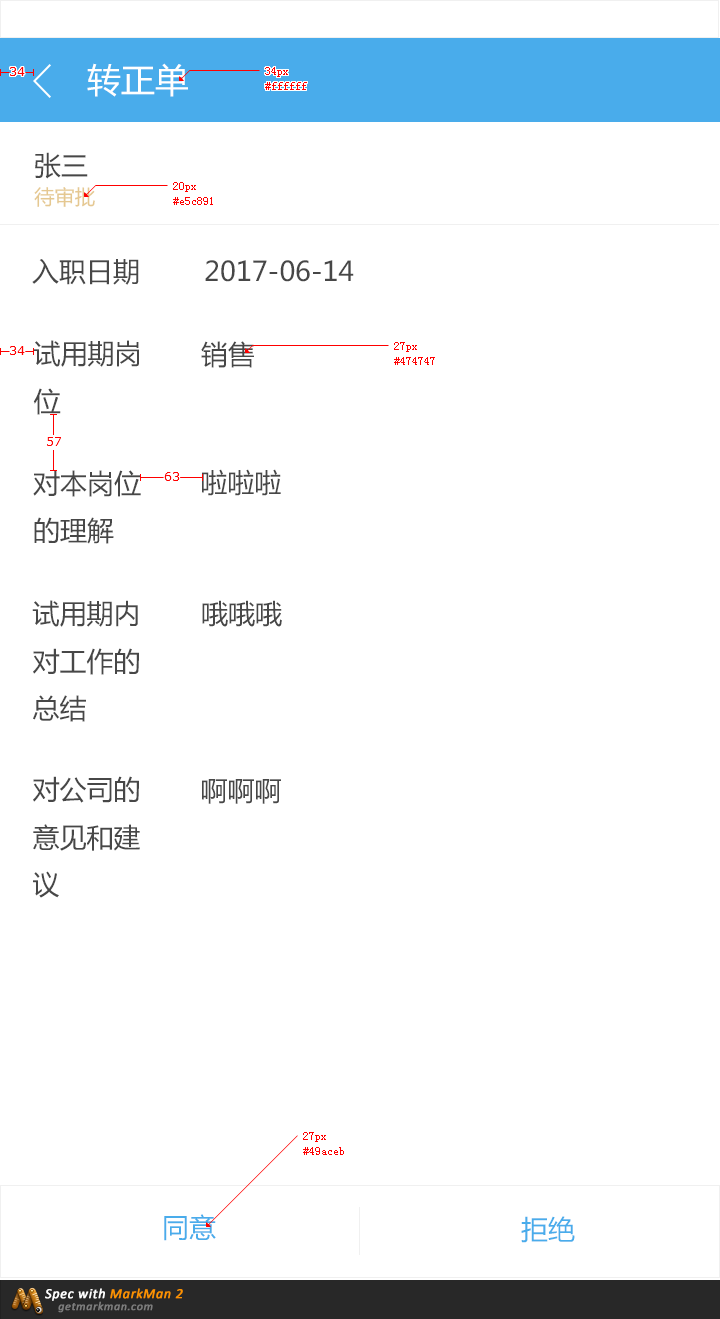 34
转正单
34px
#ffffff
张三
待审批
20px
#e5c891
入职日期
2017-06-14
34
试用期岗位
销售
27px
#474747
57
对本岗位的理解
63
啦啦啦
试用期内对工作的总结
哦哦哦
对公司的意见和建议
啊啊啊
27px
#49aceb
同意
拒绝
Spec with MarkMan 2
getmarkman.com